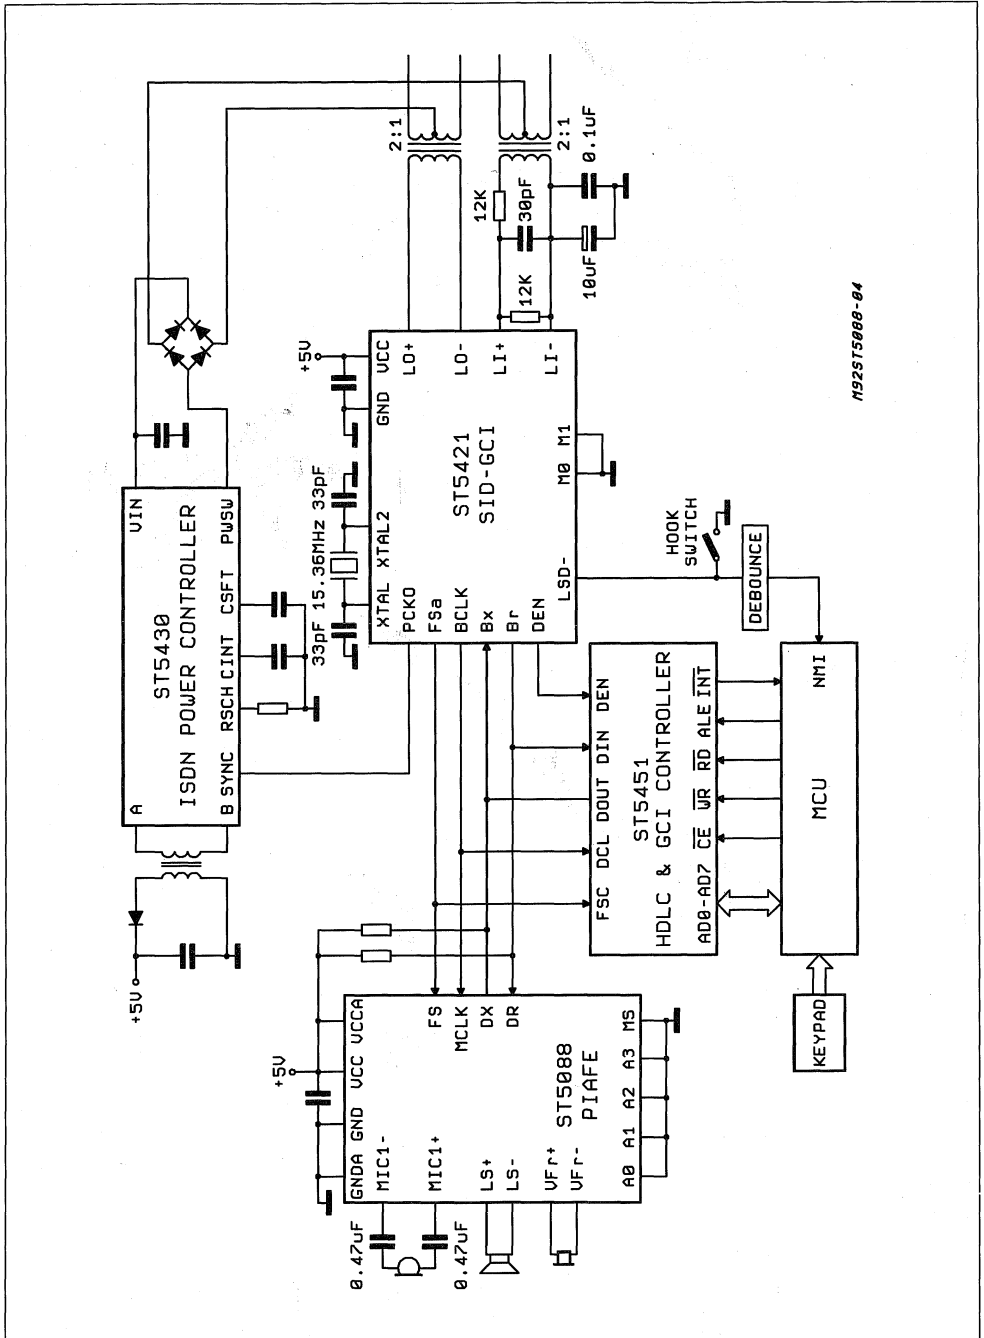 +5V
A
B
SYNC
RSCH
CINT
CSFT
PWSW
VIN
ST5430
ISDN POWER CONTROLLER
33pF
15.36MHz
33pF
+5V
2:1
2:1
12K
30pF
0.1uF
12K
10uF
XTAL
XTAL2
GND
VCC
PCKO
FSa
BCLK
Bx
Br
DEN
LSD-
M0
M1
LO+
LO-
LI+
LI-
ST5421
SID-GCI
HOOK
SWITCH
DEBOUNCE
+5V
GNDA
GND
VCC
VCCA
MIC1-
MIC1+
LS+
LS-
VFr+
VFr-
FS
MCLK
DX
DR
ST5088
PIAFE
A0
A1
A2
A3
MS
0.47uF
0.47uF
FSC
DCL
DOUT
DIN
DEN
ST5451
HDLC & GCI CONTROLLER
AD0-AD7
CE
WR
RD
ALE
INT
NMI
MCU
KEYPAD
M92ST5088-04